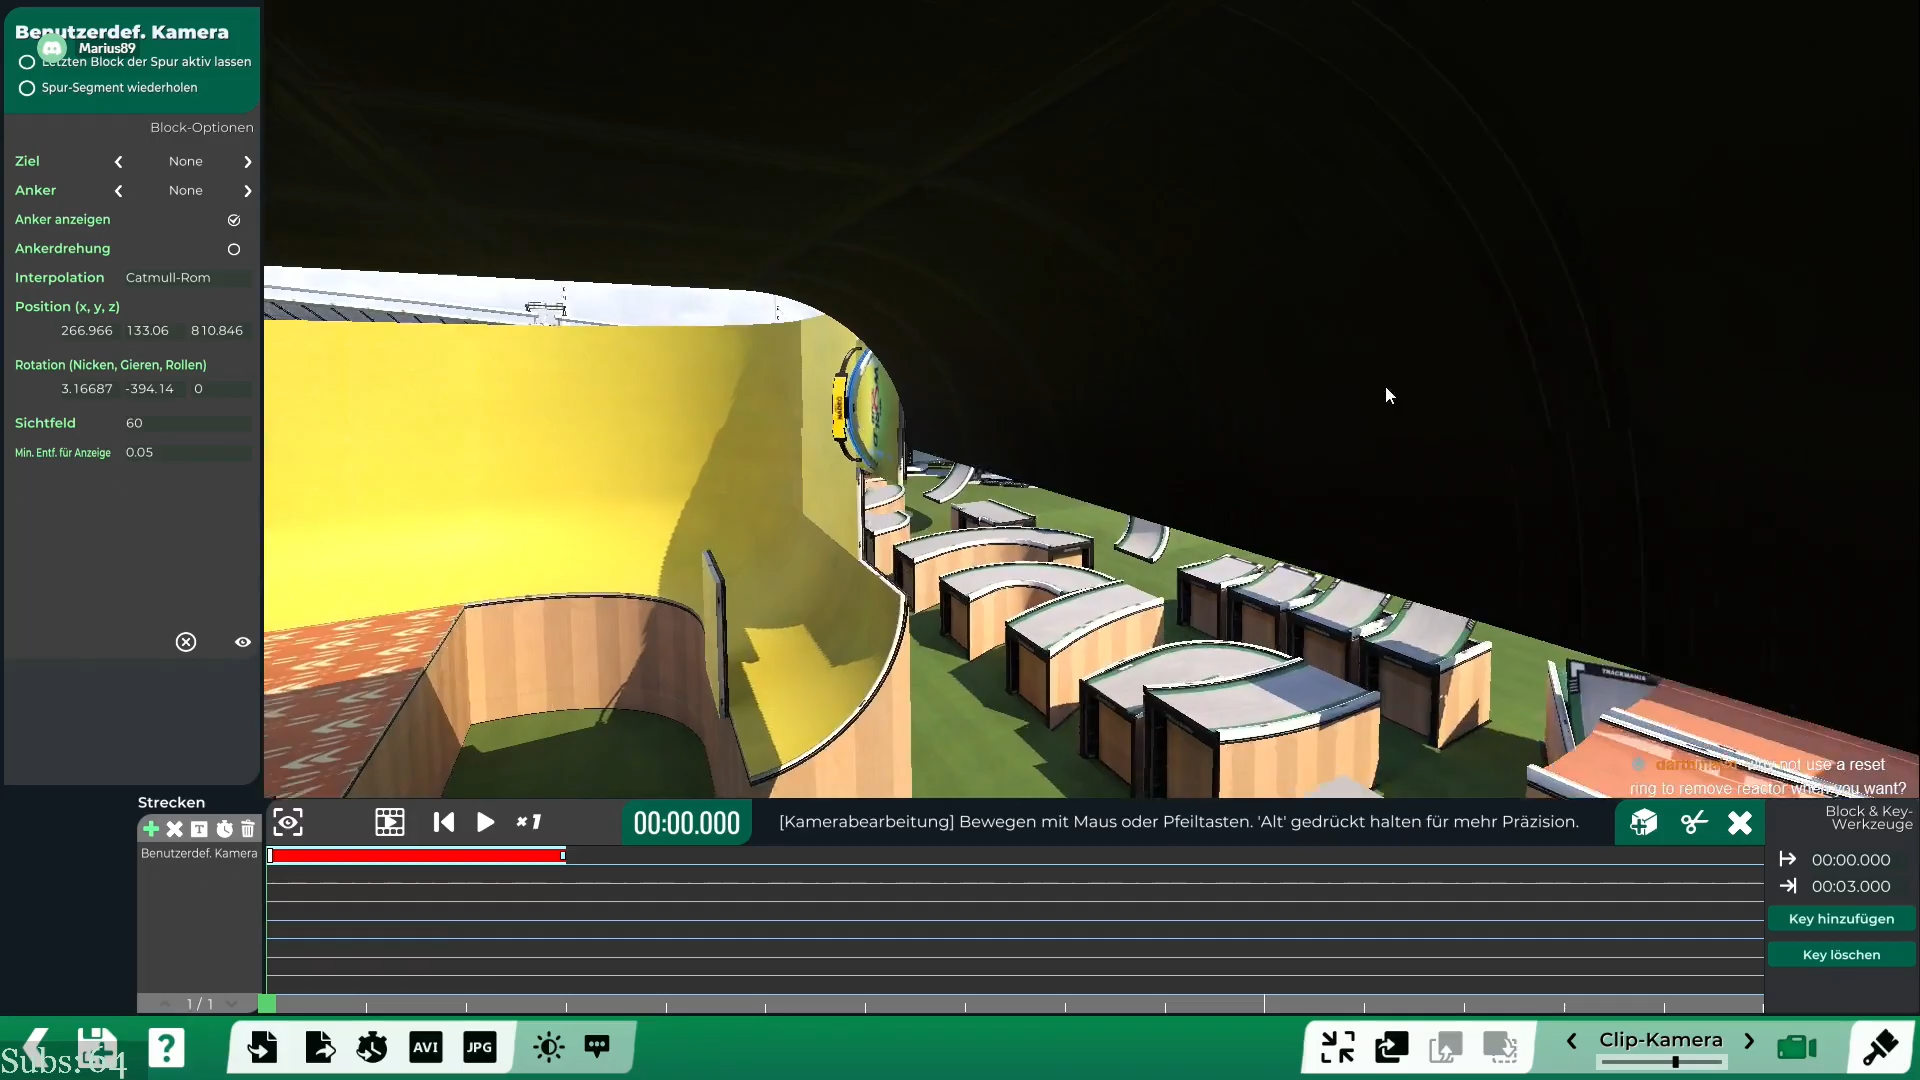 Benutzerdef. Kamera
Marius89
Letzten Block der Spur aktiv lassen
Spur-Segment wiederholen
Block-Optionen
Ziel None
Anker None
Anker anzeigen
Ankerdrehung
Interpolation Catmull-Rom
Position (x, y, z)
266.966 133.06 810.846
Rotation (Nicken, Gieren, Rollen)
3.16687 -394.14 0
Sichtfeld 60
Min. Entf. für Anzeige 0.05
TRACKMANIA
not use a reset
ring to remove reactor when you want?
Strecken
×1
00:00.000
[Kamerabearbeitung] Bewegen mit Maus oder Pfeiltasten. 'Alt' gedrückt halten für mehr Präzision.
Block & Key-
Werkzeuge
T
Benutzerdef. Kamera
00:00.000
00:03.000
Key hinzufügen
Key löschen
1 / 1
?
AVI
JPG
Clip-Kamera
Subs: 64